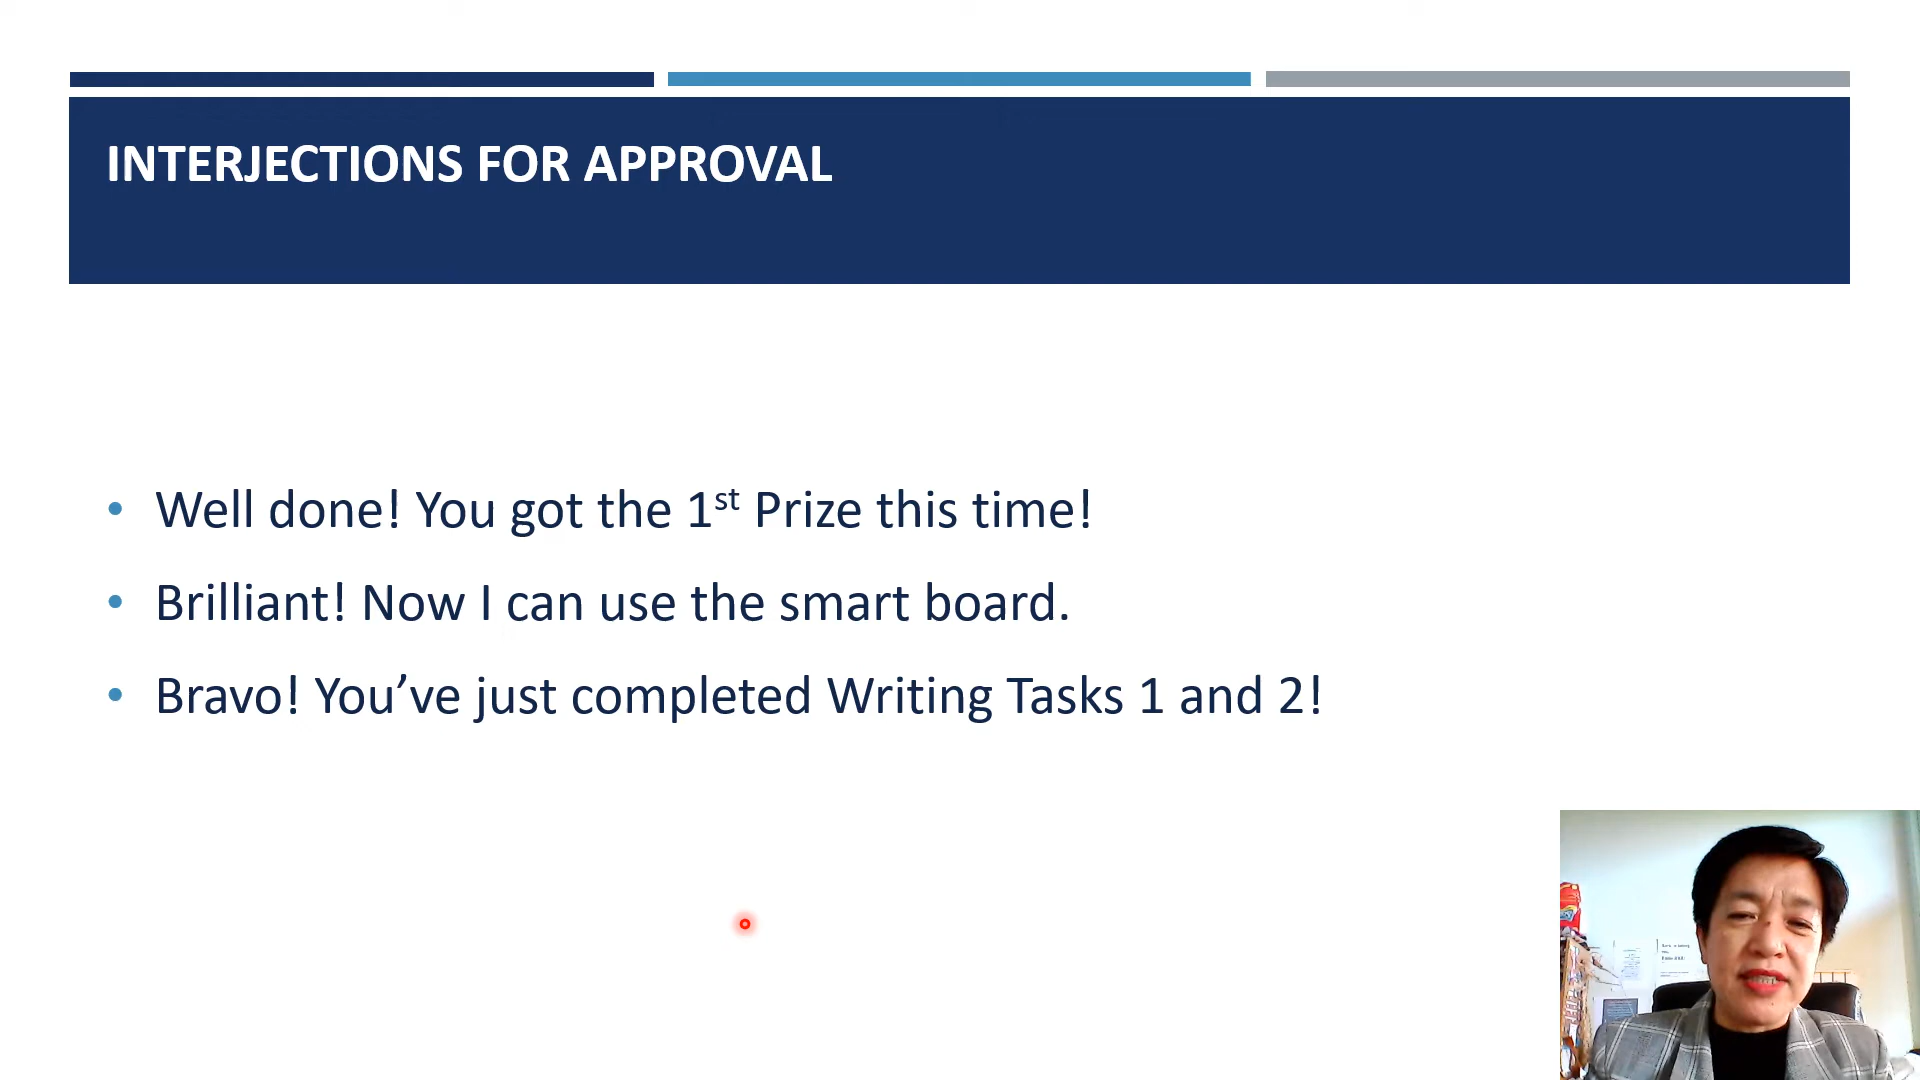 INTERJECTIONS FOR APPROVAL
• Well done! You got the 1st Prize this time!
• Brilliant! Now I can use the smart board.
• Bravo! You’ve just completed Writing Tasks 1 and 2!